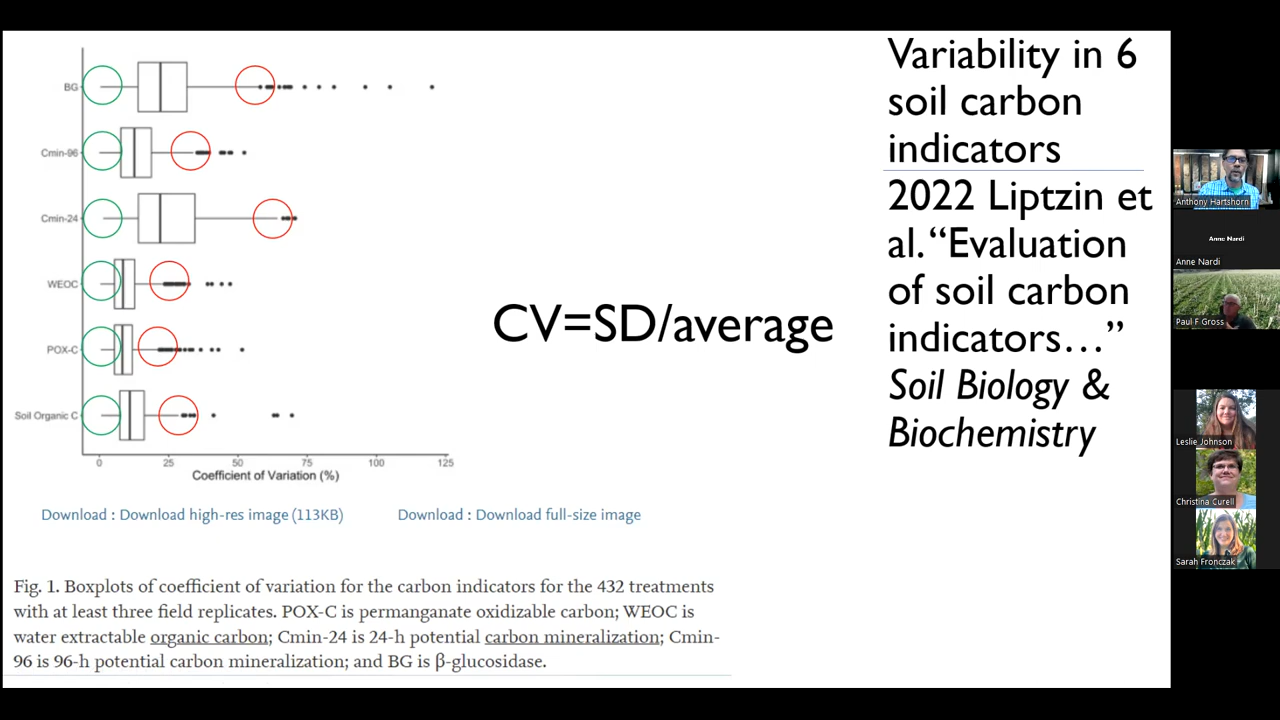 BG
Cmin-96
Cmin-24
WEOC
POX-C
Soil Organic C
0 25 50 75 100 125
Coefficient of Variation (%)
CV=SD/average
Download : Download high-res image (113KB) Download : Download full-size image
Fig. 1. Boxplots of coefficient of variation for the carbon indicators for the 432 treatments
with at least three field replicates. POX-C is permanganate oxidizable carbon; WEOC is
water extractable organic carbon; Cmin-24 is 24-h potential carbon mineralization; Cmin-
96 is 96-h potential carbon mineralization; and BG is β-glucosidase.
Variability in 6
soil carbon
indicators
2022 Liptzin et
al. “Evaluation
of soil carbon
indicators…”
Soil Biology &
Biochemistry
Anthony Hartshorn
Anne Nardi
Anne Nardi
Paul F Gross
Leslie Johnson
Christina Curell
Sarah Fronczak